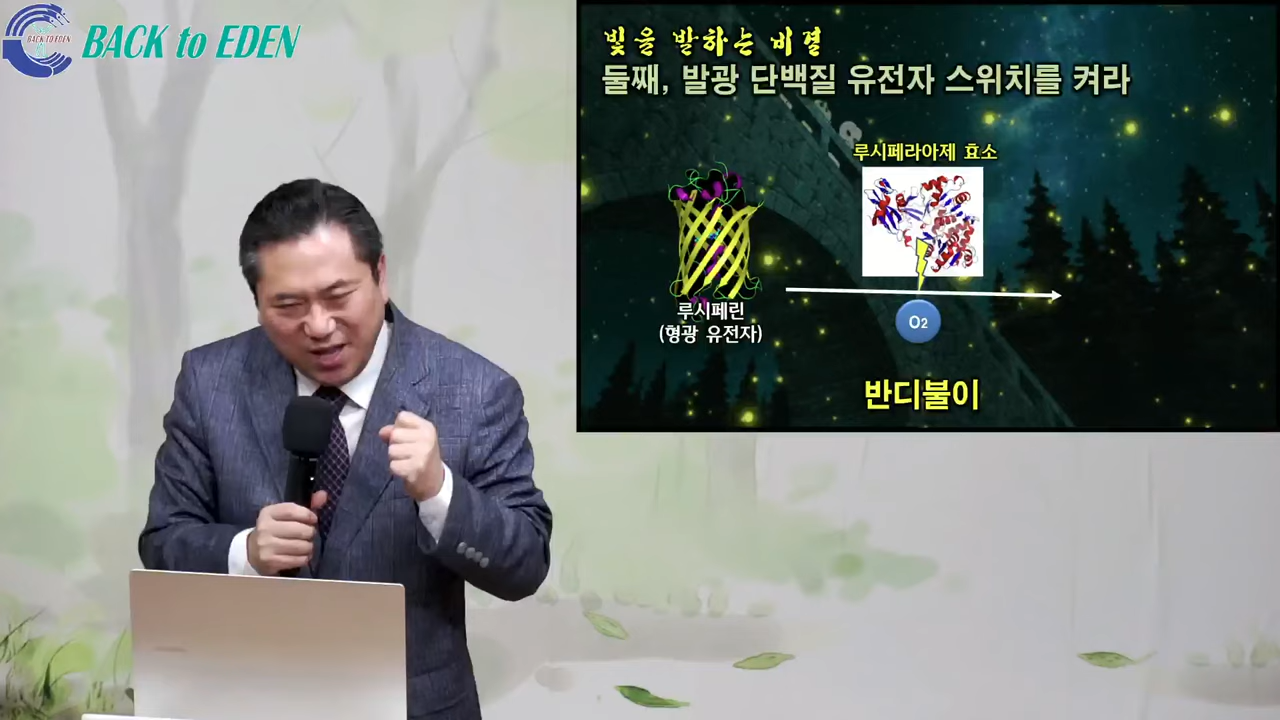 BACK TO EDEN
BACK to EDEN
빛을 발하는 비결
둘째, 발광 단백질 유전자 스위치를 켜라
루시페라아제 효소
루시페린
(형광 유전자)
O2
반디불이